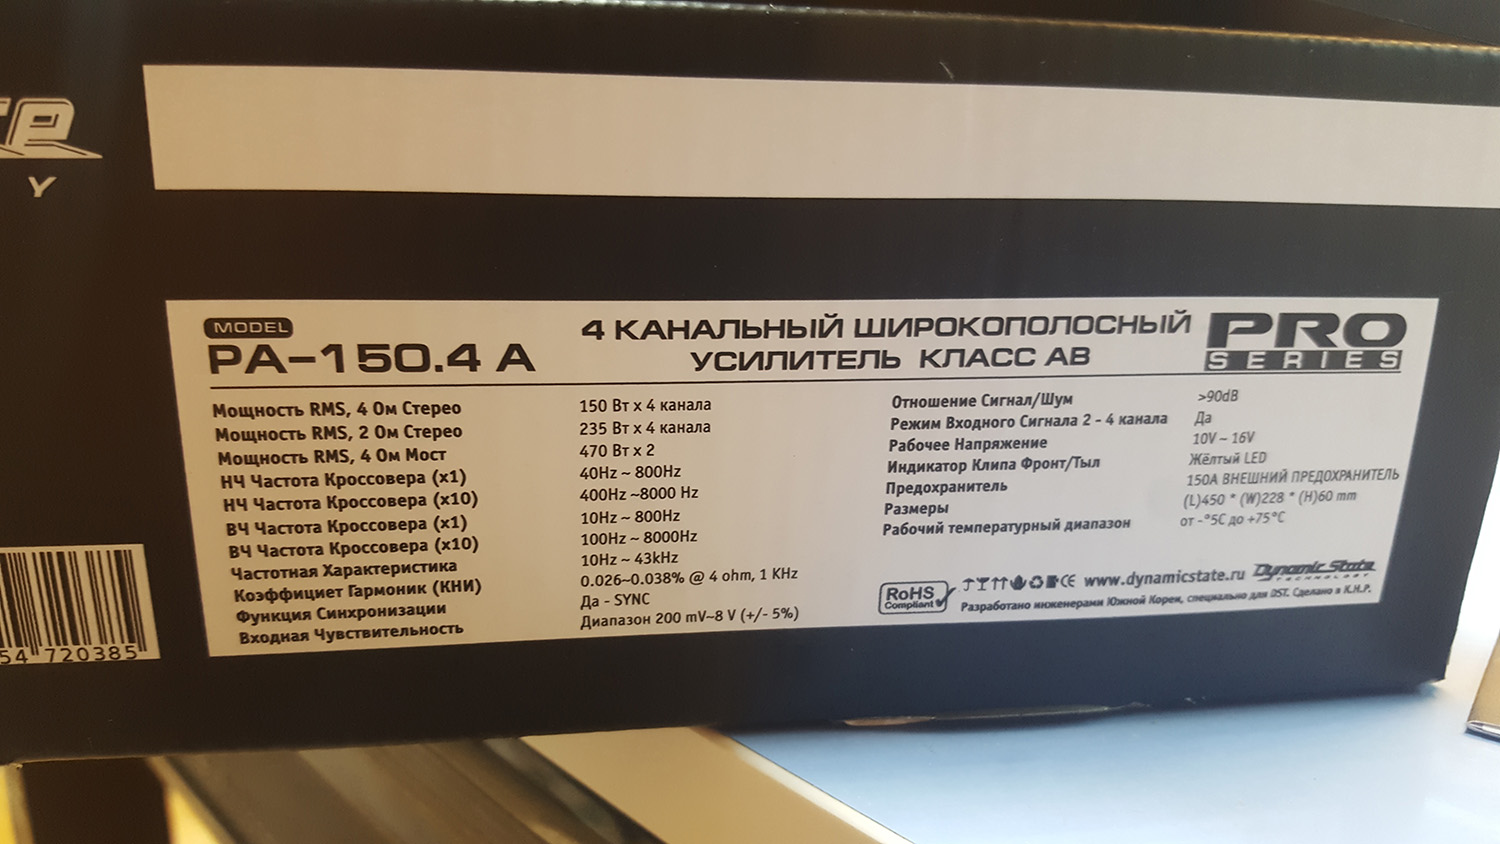 Y
MODEL
PA-150.4 A
4 КАНАЛЬНЫЙ ШИРОКОПОЛОСНЫЙ
УСИЛИТЕЛЬ КЛАСС АВ
PRO
SERIES
Мощность RMS, 4 Ом Стерео 150 Вт x 4 канала
Мощность RMS, 2 Ом Стерео 235 Вт x 4 канала
Мощность RMS, 4 Ом Мост 470 Вт x 2
НЧ Частота Кроссовера (x1) 40Hz ~ 800Hz
НЧ Частота Кроссовера (x10) 400Hz ~8000 Hz
ВЧ Частота Кроссовера (x1) 10Hz ~ 800Hz
ВЧ Частота Кроссовера (x10) 100Hz ~ 8000Hz
Частотная Характеристика 10Hz ~ 43kHz
Коэффициет Гармоник (КНИ) 0.026~0.038% @ 4 ohm, 1 KHz
Функция Синхронизации Да - SYNC
Входная Чувствительность Диапазон 200 mV~8 V (+/- 5%)
Отношение Сигнал/Шум >90dB
Режим Входного Сигнала 2 - 4 канала Да
Рабочее Напряжение 10V ~ 16V
Индикатор Клипа Фронт/Тыл Жёлтый LED
Предохранитель 150A ВНЕШНИЙ ПРЕДОХРАНИТЕЛЬ
Размеры (L)450 * (W)228 * (H)60 mm
Рабочий температурный диапазон от -°5C до +75°C
RoHS
Compliant
CE www.dynamicstate.ru Dynamic State
TECHNOLOGY
Разработано инженерами Южной Кореи, специально для DST. Сделано в К.Н.Р.
54 720385